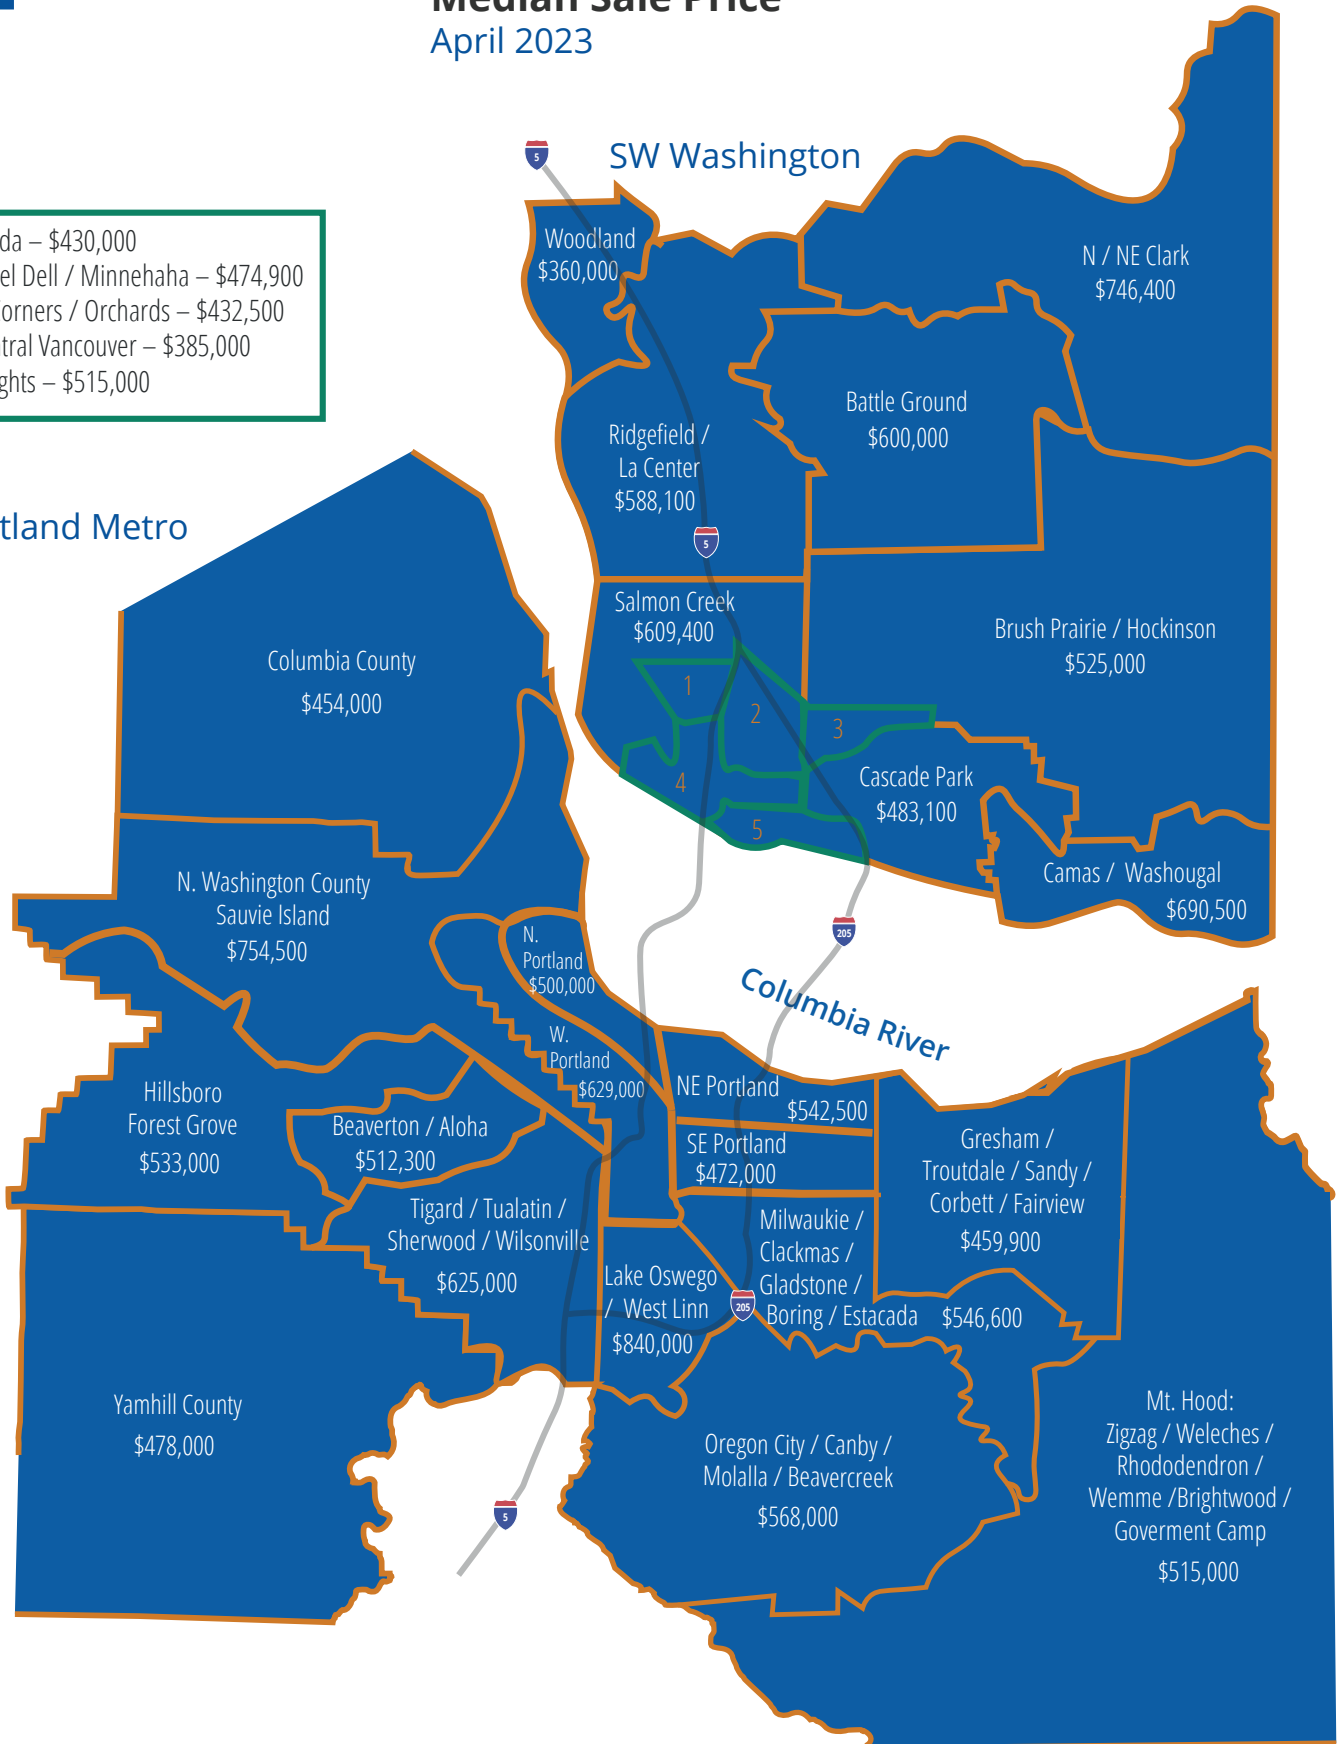 Median Sale Price
April 2023
SW Washington
da – $430,000
el Dell / Minnehaha – $474,900
orners / Orchards – $432,500
tral Vancouver – $385,000
ghts – $515,000
tland Metro
5
Woodland
$360,000
N / NE Clark
$746,400
Battle Ground
$600,000
Ridgefield /
La Center
$588,100
5
Salmon Creek
$609,400
Brush Prairie / Hockinson
$525,000
1
2
3
4
5
Cascade Park
$483,100
Camas / Washougal
$690,500
205
Columbia River
Columbia County
$454,000
N. Washington County
Sauvie Island
$754,500
N.
Portland
$500,000
W.
Portland
$629,000
NE Portland
$542,500
SE Portland
$472,000
Hillsboro
Forest Grove
$533,000
Beaverton / Aloha
$512,300
Tigard / Tualatin /
Sherwood / Wilsonville
$625,000
Gresham /
Troutdale / Sandy /
Corbett / Fairview
$459,900
Milwaukie /
Clackmas /
Gladstone /
Boring / Estacada $546,600
Lake Oswego
/ West Linn
$840,000
205
Yamhill County
$478,000
Oregon City / Canby /
Molalla / Beavercreek
$568,000
Mt. Hood:
Zigzag / Weleches /
Rhododendron /
Wemme /Brightwood /
Goverment Camp
$515,000
5